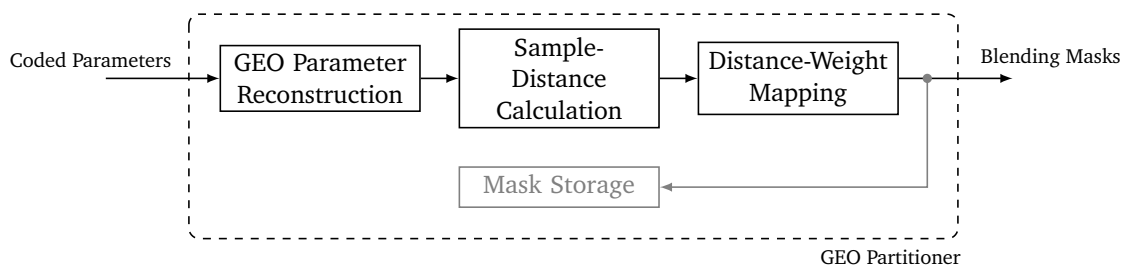 Coded Parameters
GEO Parameter
Reconstruction
Sample-
Distance
Calculation
Distance-Weight
Mapping
Blending Masks
Mask Storage
GEO Partitioner